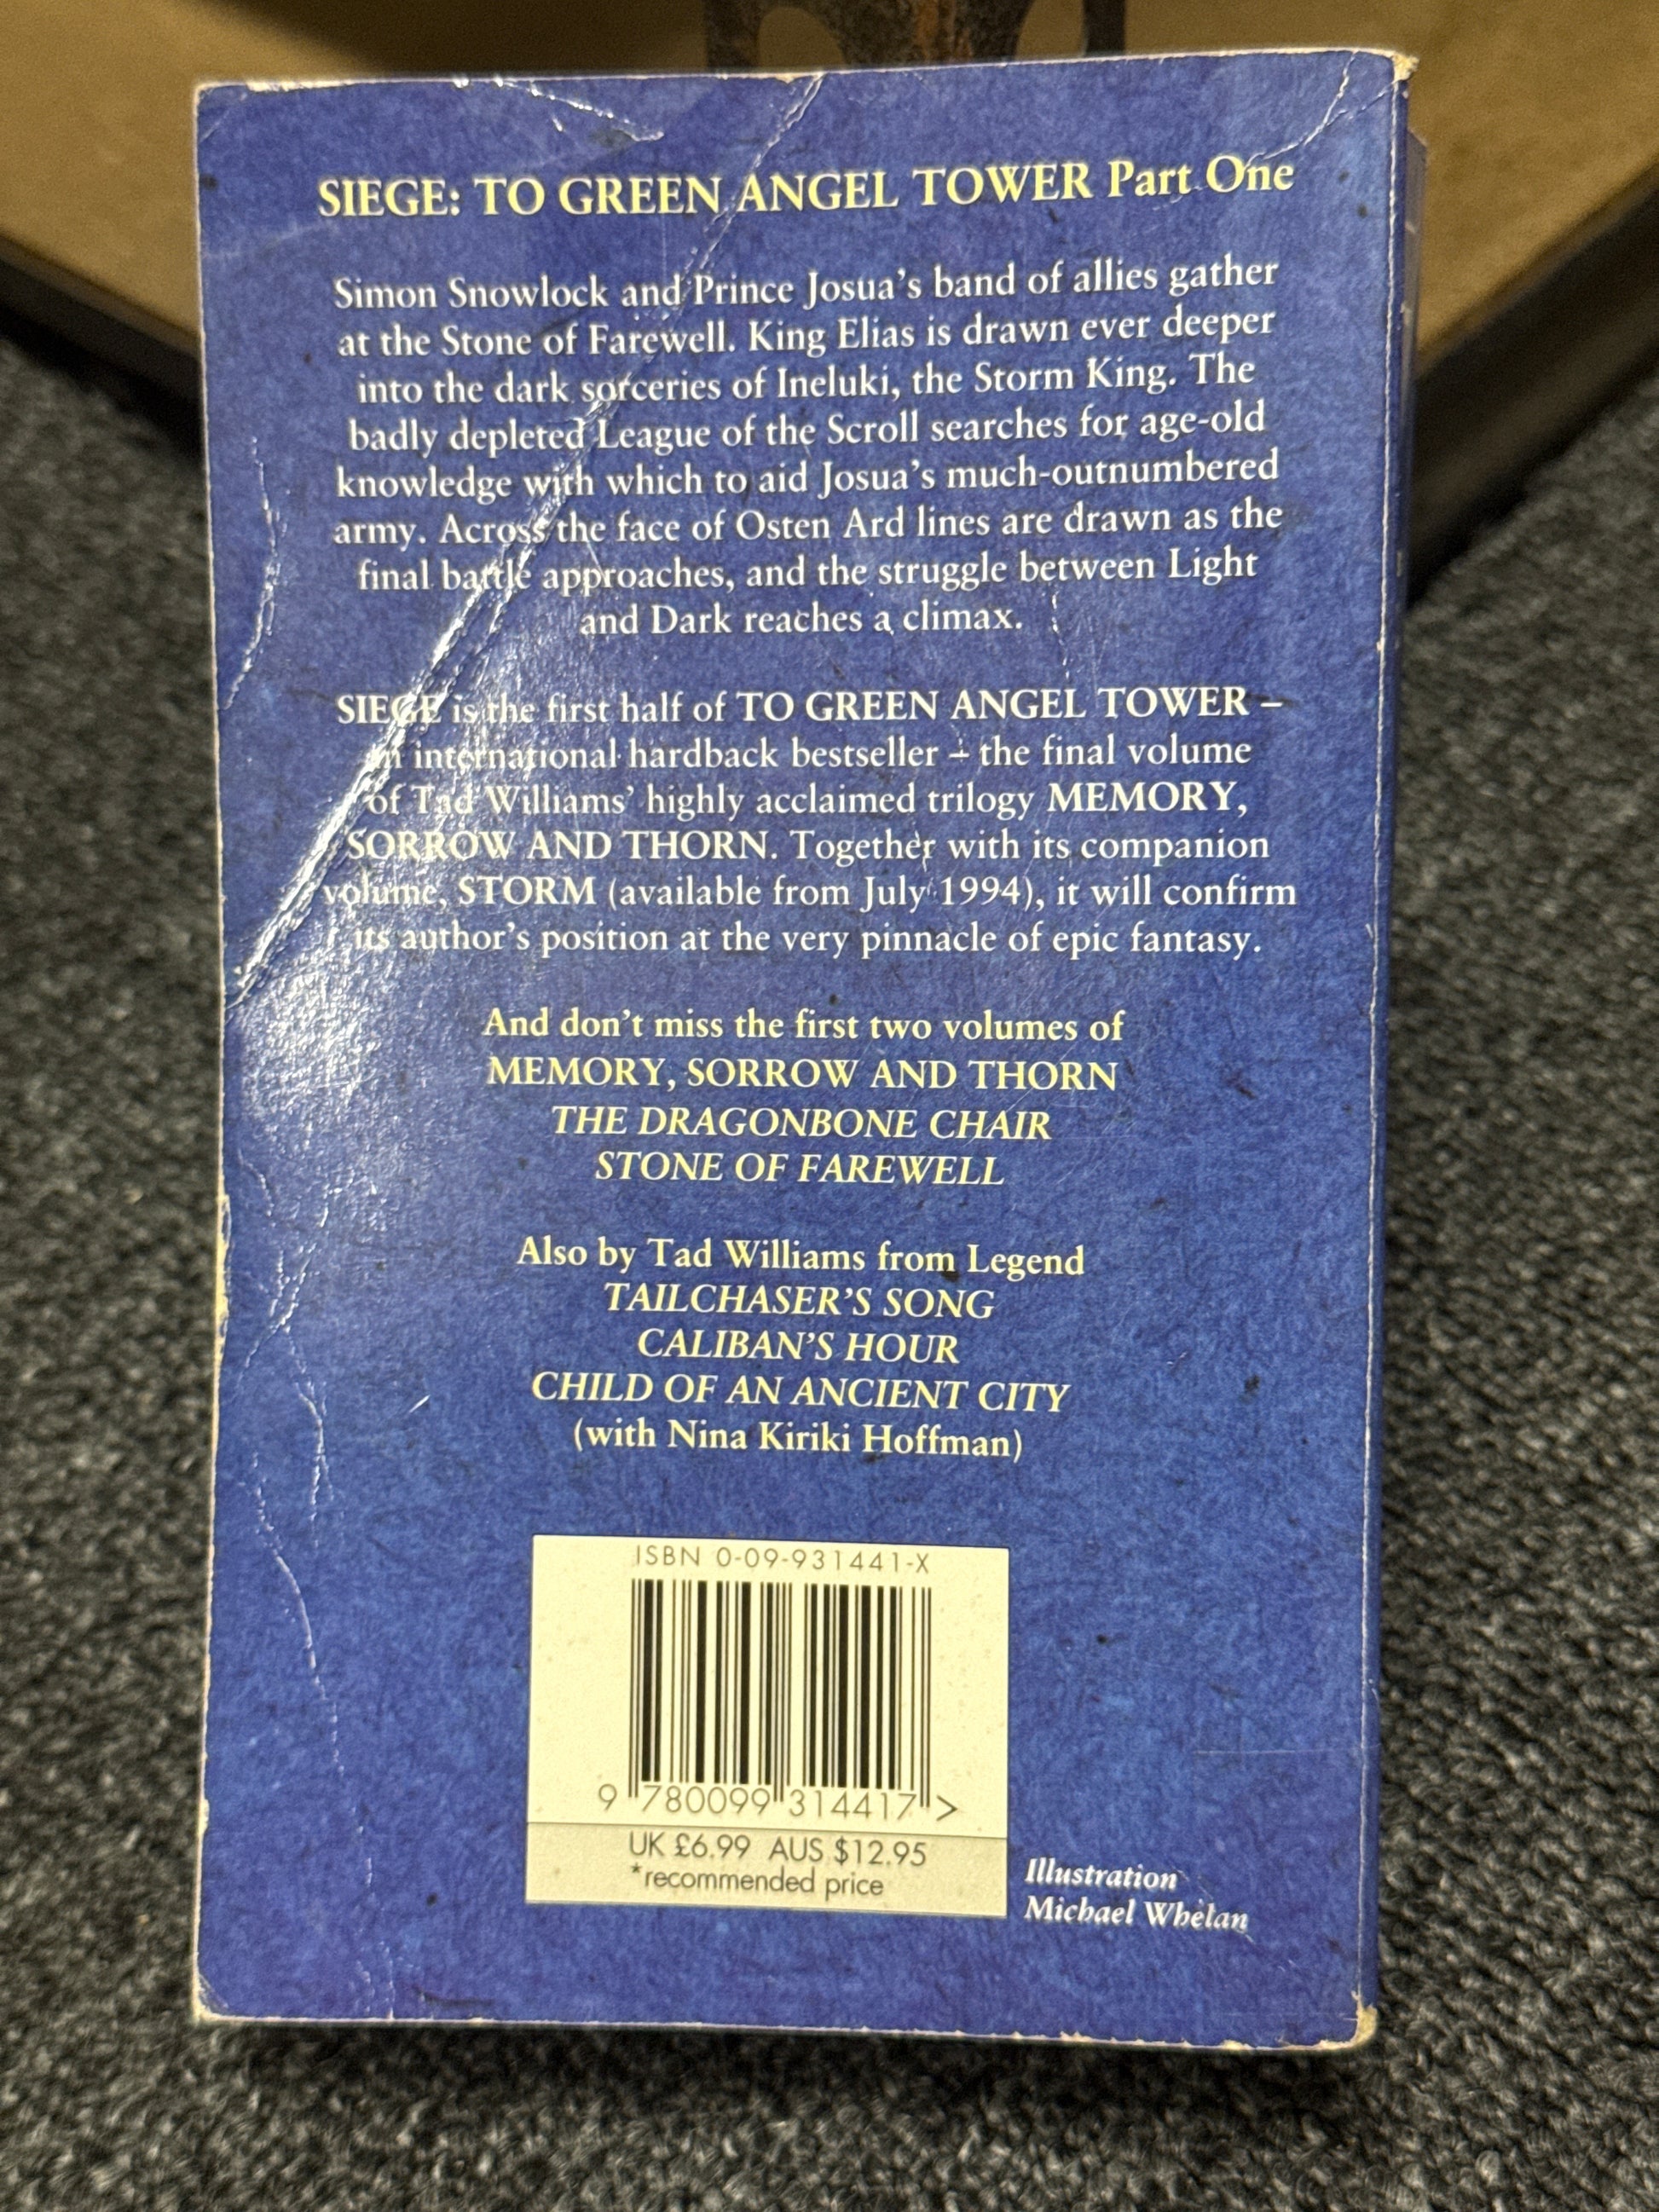 SIEGE: TO GREEN ANGEL TOWER Part One
Simon Snowlock and Prince Josua's band of allies gather
at the Stone of Farewell. King Elias is drawn ever deeper
into the dark sorceries of Ineluki, the Storm King. The
badly depleted League of the Scroll searches for age-old
knowledge with which to aid Josua's much-outnumbered
army. Across the face of Osten Ard lines are drawn as the
final battle approaches, and the struggle between Light
and Dark reaches a climax.
SIEGE is the first half of TO GREEN ANGEL TOWER –
an international hardback bestseller – the final volume
of Tad Williams' highly acclaimed trilogy MEMORY,
SORROW AND THORN. Together with its companion
volume, STORM (available from July 1994), it will confirm
its author's position at the very pinnacle of epic fantasy.
And don't miss the first two volumes of
MEMORY, SORROW AND THORN
THE DRAGONBONE CHAIR
STONE OF FAREWELL
Also by Tad Williams from Legend
TAILCHASER'S SONG
CALIBAN'S HOUR
CHILD OF AN ANCIENT CITY
(with Nina Kiriki Hoffman)
ISBN 0-09-931441-X
9 780099 314417 >
UK £6.99 AUS $12.95
*recommended price
Illustration
Michael Whelan